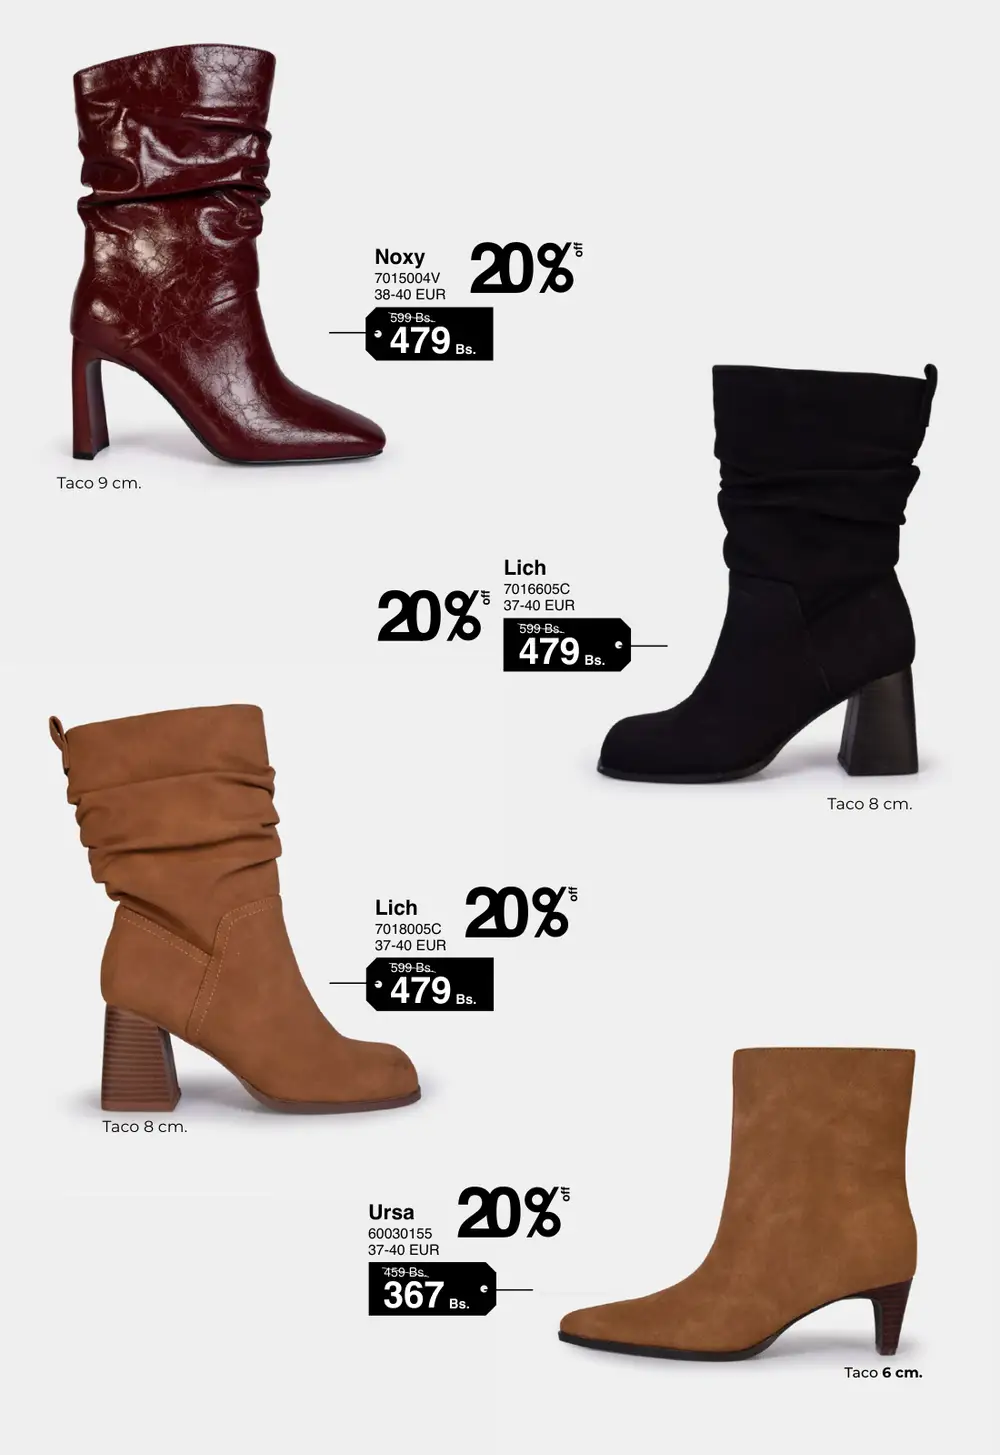 Noxy
7015004V
38-40 EUR
20% off
599 Bs.
479 Bs.
Taco 9 cm.
Lich
7016605C
37-40 EUR
20% off
599 Bs.
479 Bs.
Taco 8 cm.
Lich
7018005C
37-40 EUR
20% off
599 Bs.
479 Bs.
Taco 8 cm.
Ursa
60030155
37-40 EUR
20% off
459 Bs.
367 Bs.
Taco 6 cm.